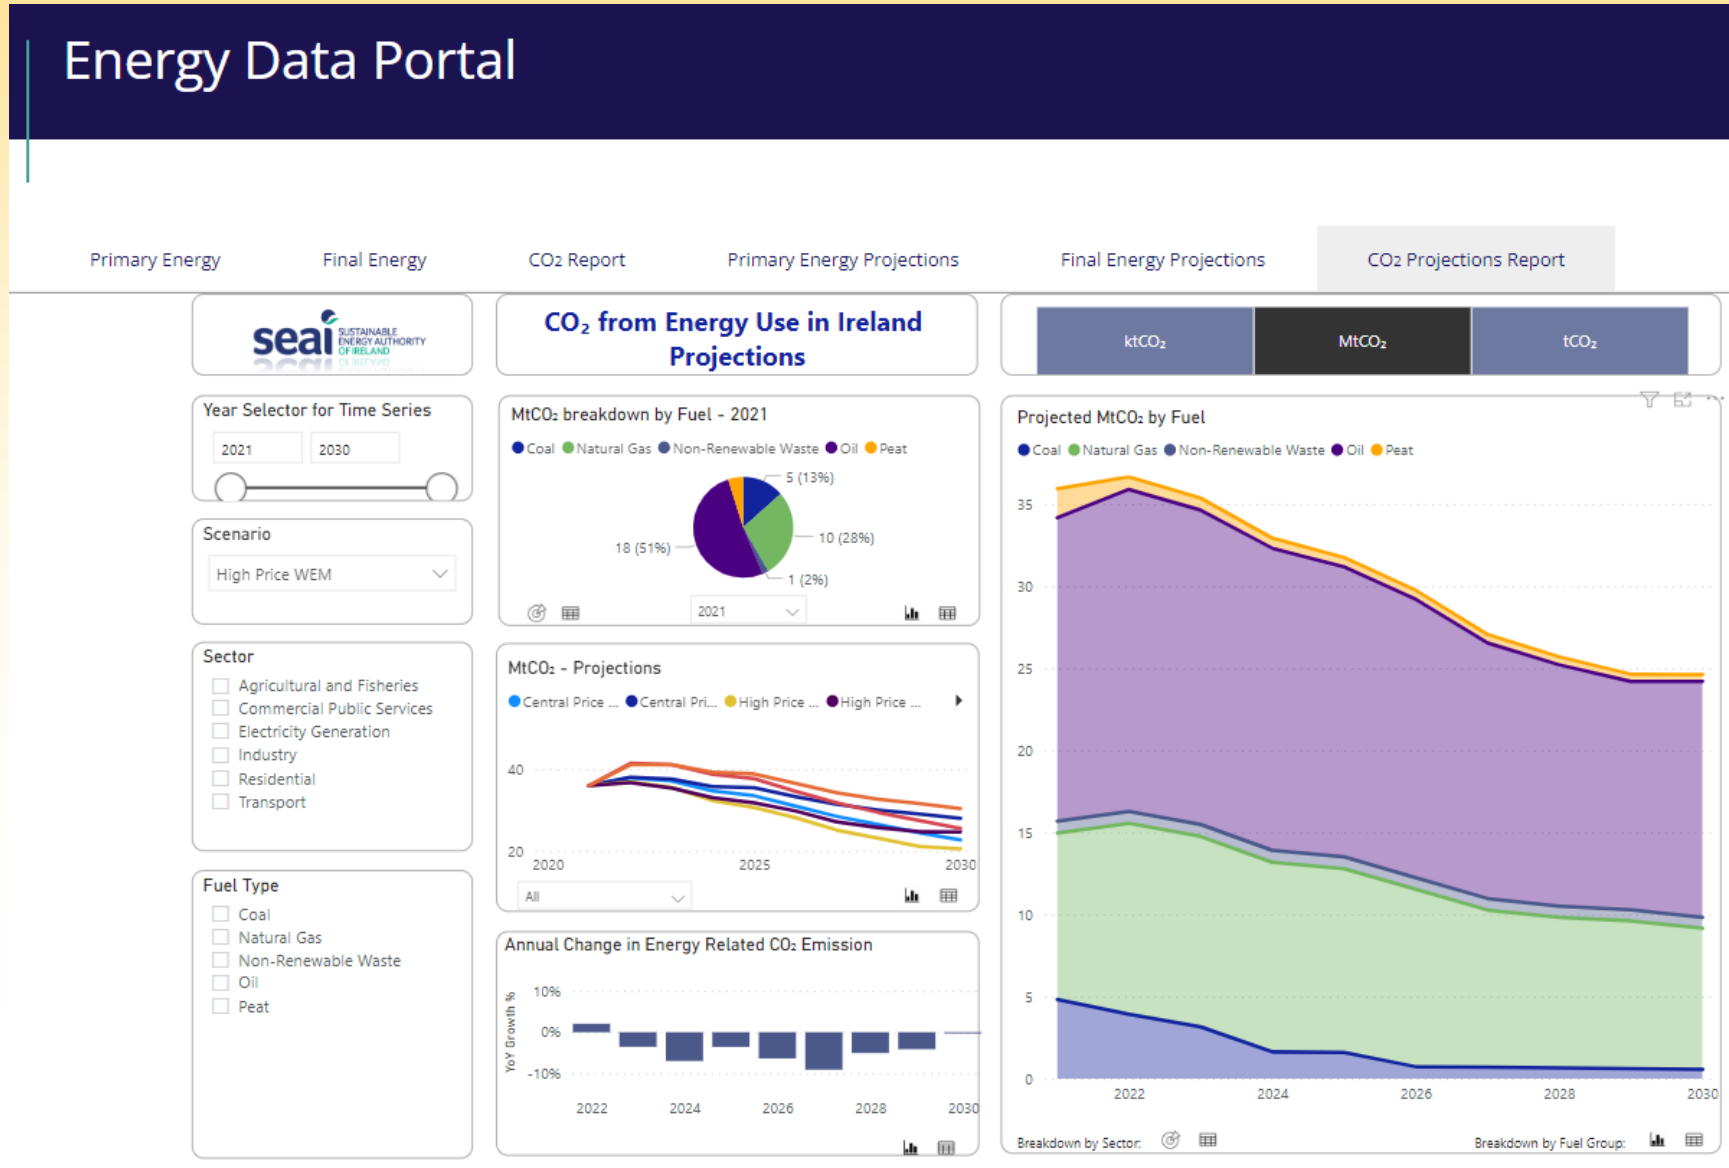 Energy Data Portal
Primary Energy
Final Energy
CO₂ Report
Primary Energy Projections
Final Energy Projections
CO₂ Projections Report
seai
SUSTAINABLE
ENERGY AUTHORITY
OF IRELAND
CO₂ from Energy Use in Ireland
Projections
ktCO₂
MtCO₂
tCO₂
Year Selector for Time Series
2021
2030
Scenario
High Price WEM
Sector
Agricultural and Fisheries
Commercial Public Services
Electricity Generation
Industry
Residential
Transport
Fuel Type
Coal
Natural Gas
Non-Renewable Waste
Oil
Peat
MtCO₂ breakdown by Fuel - 2021
Coal Natural Gas Non-Renewable Waste Oil Peat
5 (13%)
10 (28%)
18 (51%)
1 (2%)
2021
MtCO₂ - Projections
Central Price ... Central Pri... High Price ... High Price ...
40
20
2020 2025 2030
All
Annual Change in Energy Related CO₂ Emission
YoY Growth %
10%
0%
-10%
2022 2024 2026 2028 2030
Projected MtCO₂ by Fuel
Coal Natural Gas Non-Renewable Waste Oil Peat
35
30
25
20
15
10
5
0
2022 2024 2026 2028 2030
Breakdown by Sector:
Breakdown by Fuel Group: